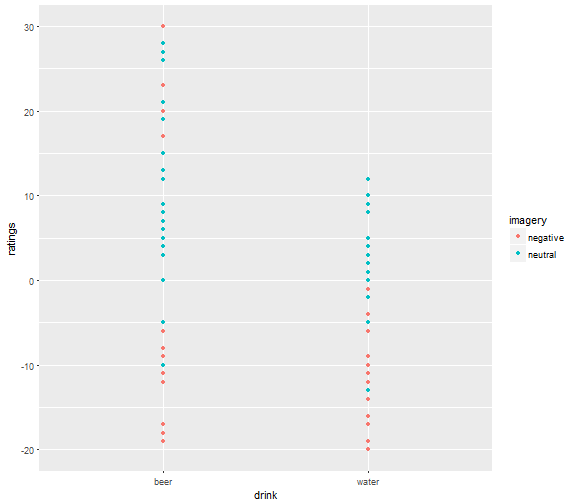 30
20
10
0
-10
-20
ratings
beer water
drink
imagery
negative
neutral